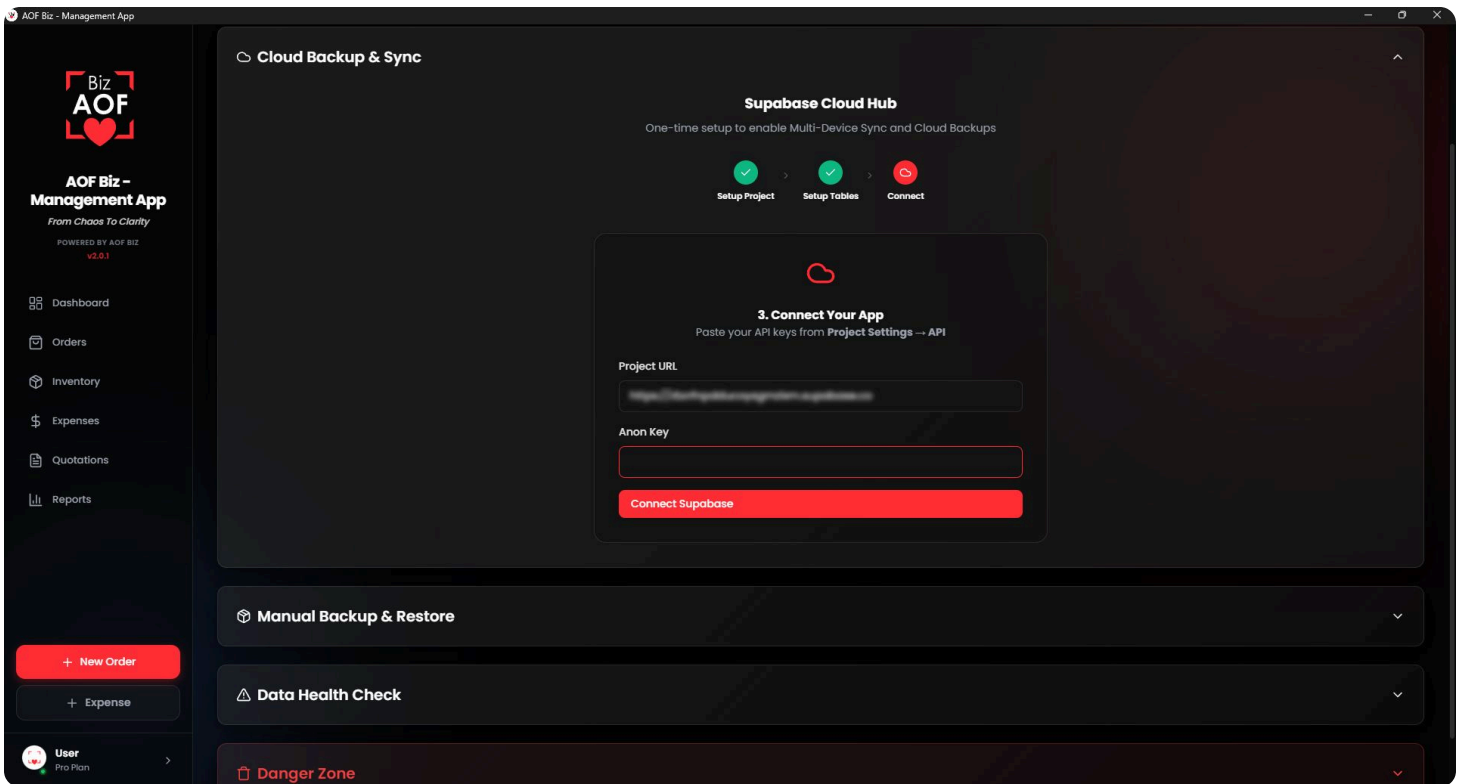 AOF Biz - Management App
Biz
AOF
AOF Biz -
Management App
From Chaos To Clarity
POWERED BY AOF BIZ
v2.0.1
Dashboard
Orders
Inventory
Expenses
Quotations
Reports
+ New Order
+ Expense
User
Pro Plan
Cloud Backup & Sync
Supabase Cloud Hub
One-time setup to enable Multi-Device Sync and Cloud Backups
Setup Project
Setup Tables
Connect
3. Connect Your App
Paste your API keys from Project Settings → API
Project URL
Anon Key
Connect Supabase
Manual Backup & Restore
Data Health Check
Danger Zone